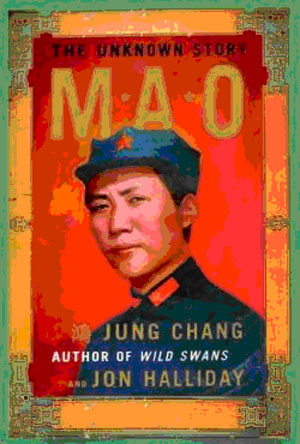 THE UNKNOWN STORY
MAO
JUNG CHANG
AUTHOR OF WILD SWANS
AND JON HALLIDAY